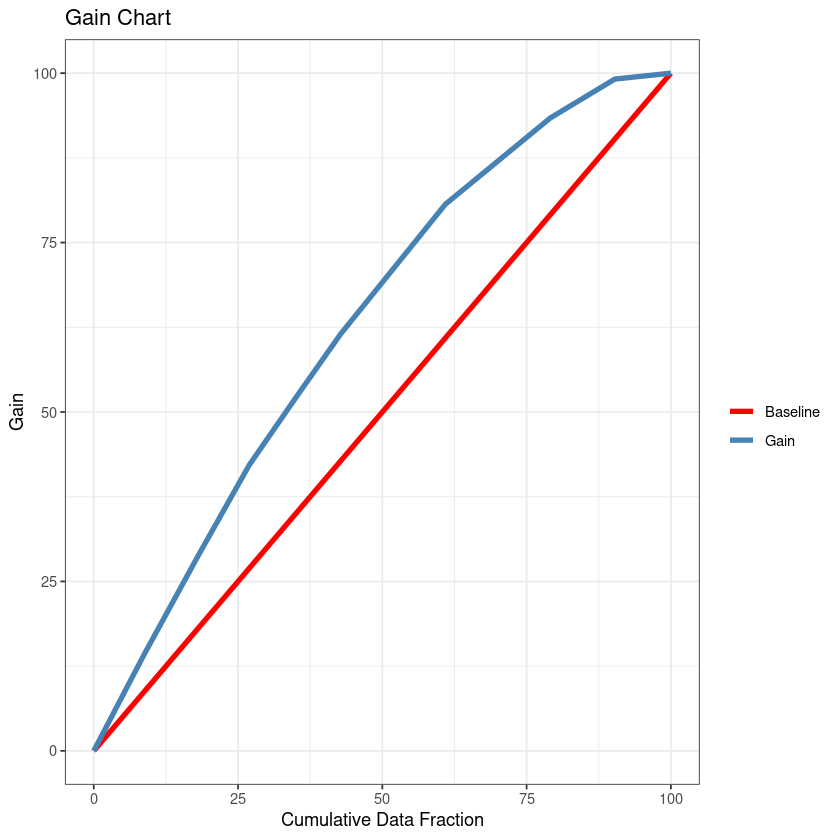 Gain Chart
100
75
50
25
0
Gain
0 25 50 75 100
Cumulative Data Fraction
Baseline
Gain